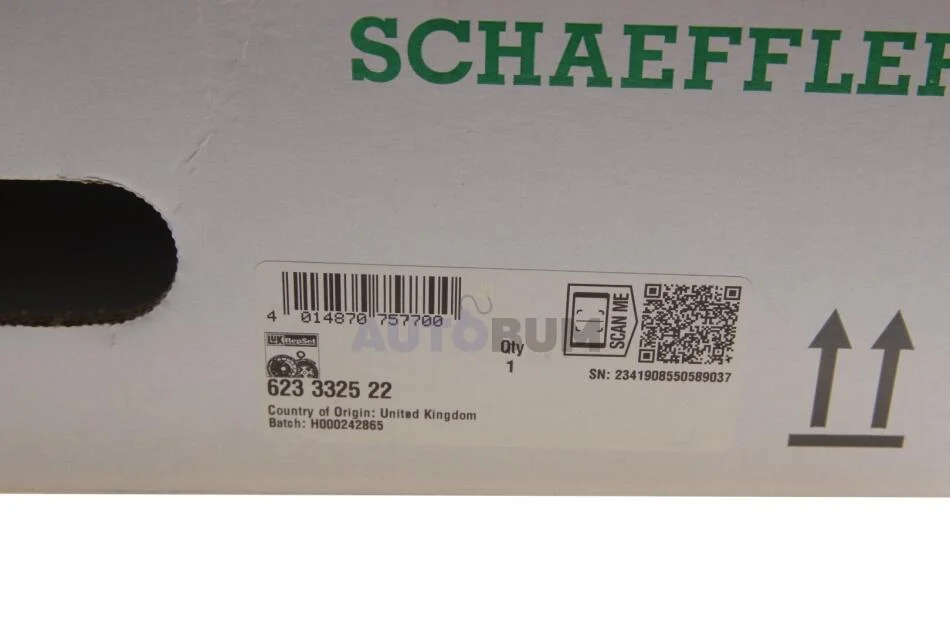 SCHAEFFLER
4 014870 757700
AUTOBUM
LUK RepSet
Qty
1
SCAN ME
SN: 2341908550589037
623 3325 22
Country of Origin: United Kingdom
Batch: H000242865